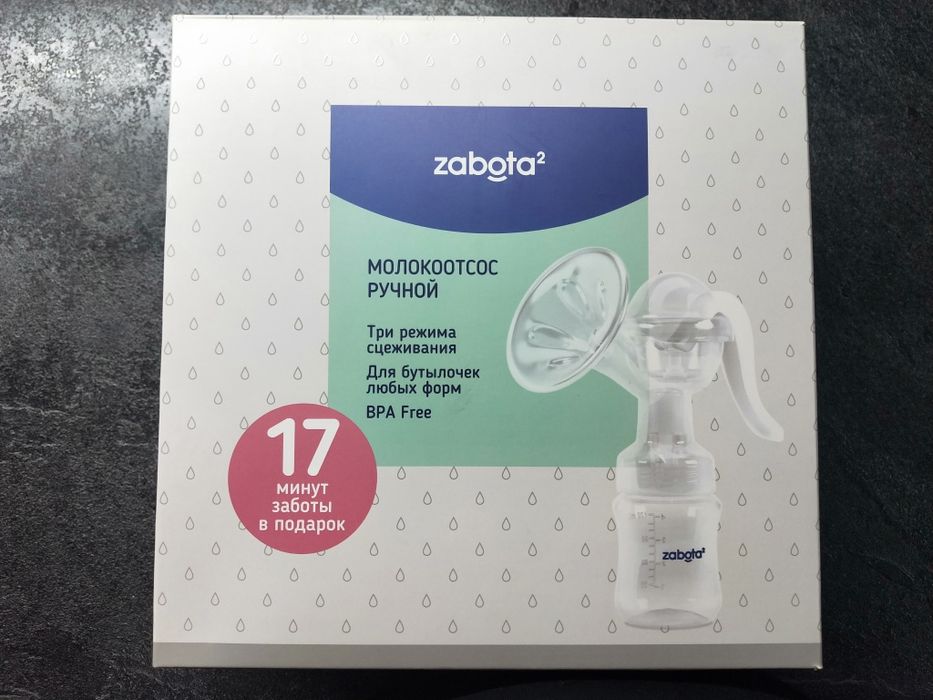 zabota²
МОЛОКООТСОС
РУЧНОЙ
Три режима
сцеживания
Для бутылочек
любых форм
BPA Free
17
минут
заботы
в подарок
zabota²